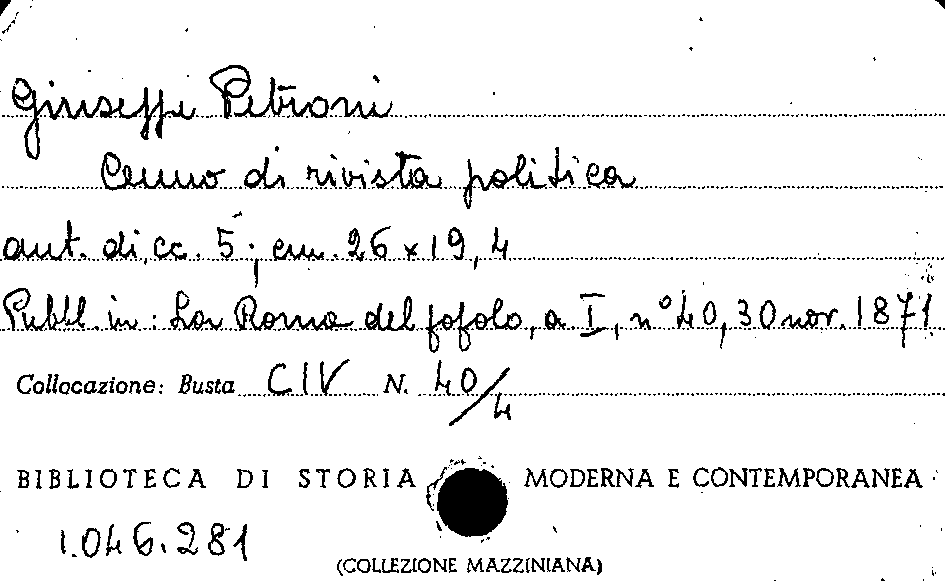 Giuseppe Petroni
Cenno di rivista politica
aut. di cc. 5; cm. 26 x 19,4
Pubbl. in: La Roma del popolo, a I, n° 40, 30 nov. 1871
Collocazione: Busta CIV N. 40/4
BIBLIOTECA DI STORIA MODERNA E CONTEMPORANEA
1.046.281
(COLLEZIONE MAZZINIANA)